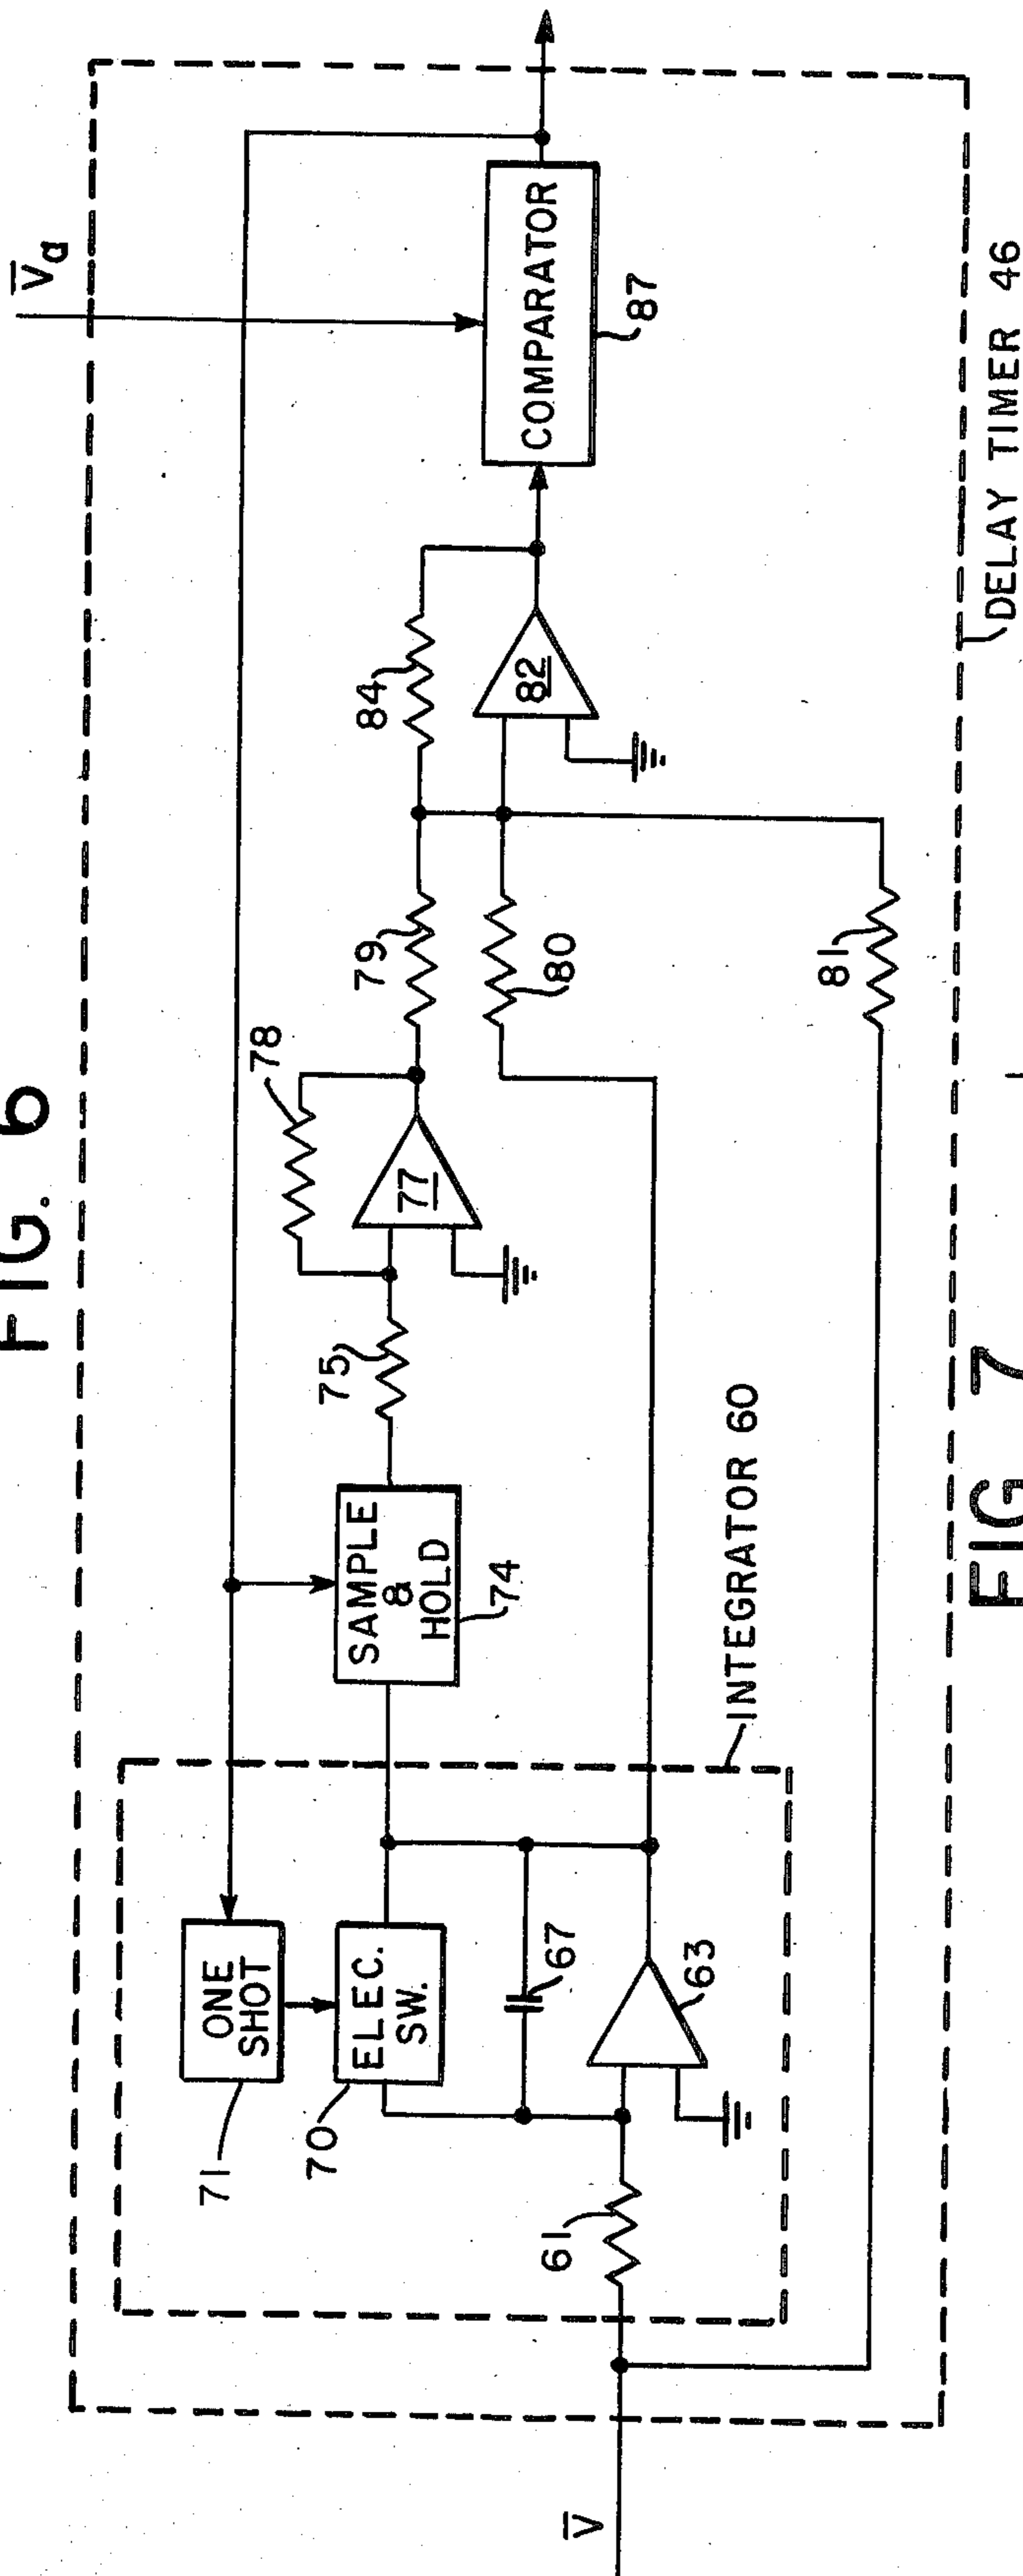 FIG. 6
V̅a
ONE
SHOT
71
ELEC.
SW.
70
67
63
61
V̅
INTEGRATOR 60
SAMPLE
&
HOLD
74
75
77
78
79
80
81
82
84
COMPARATOR
87
DELAY TIMER 46
FIG 7